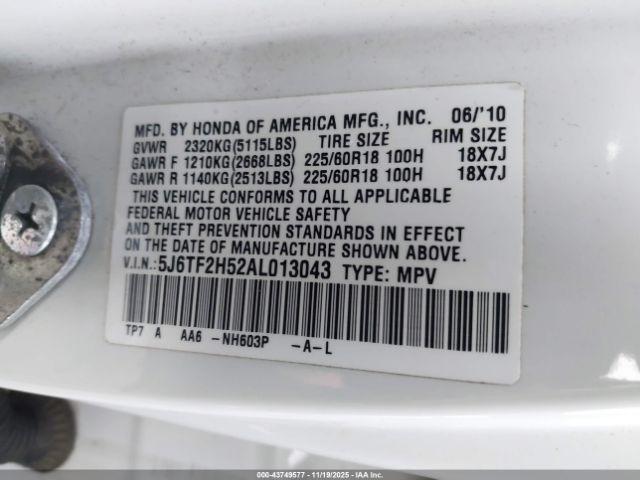 MFD. BY HONDA OF AMERICA MFG., INC. 06/'10
GVWR 2320KG(5115LBS) TIRE SIZE RIM SIZE
GAWR F 1210KG(2668LBS) 225/60R18 100H 18X7J
GAWR R 1140KG(2513LBS) 225/60R18 100H 18X7J
THIS VEHICLE CONFORMS TO ALL APPLICABLE
FEDERAL MOTOR VEHICLE SAFETY
AND THEFT PREVENTION STANDARDS IN EFFECT
ON THE DATE OF MANUFACTURE SHOWN ABOVE.
V.I.N.:5J6TF2H52AL013043 TYPE: MPV
TP7 A AA6 -NH603P -A-L
000-43749577 - 11/19/2025 - IAAI.com